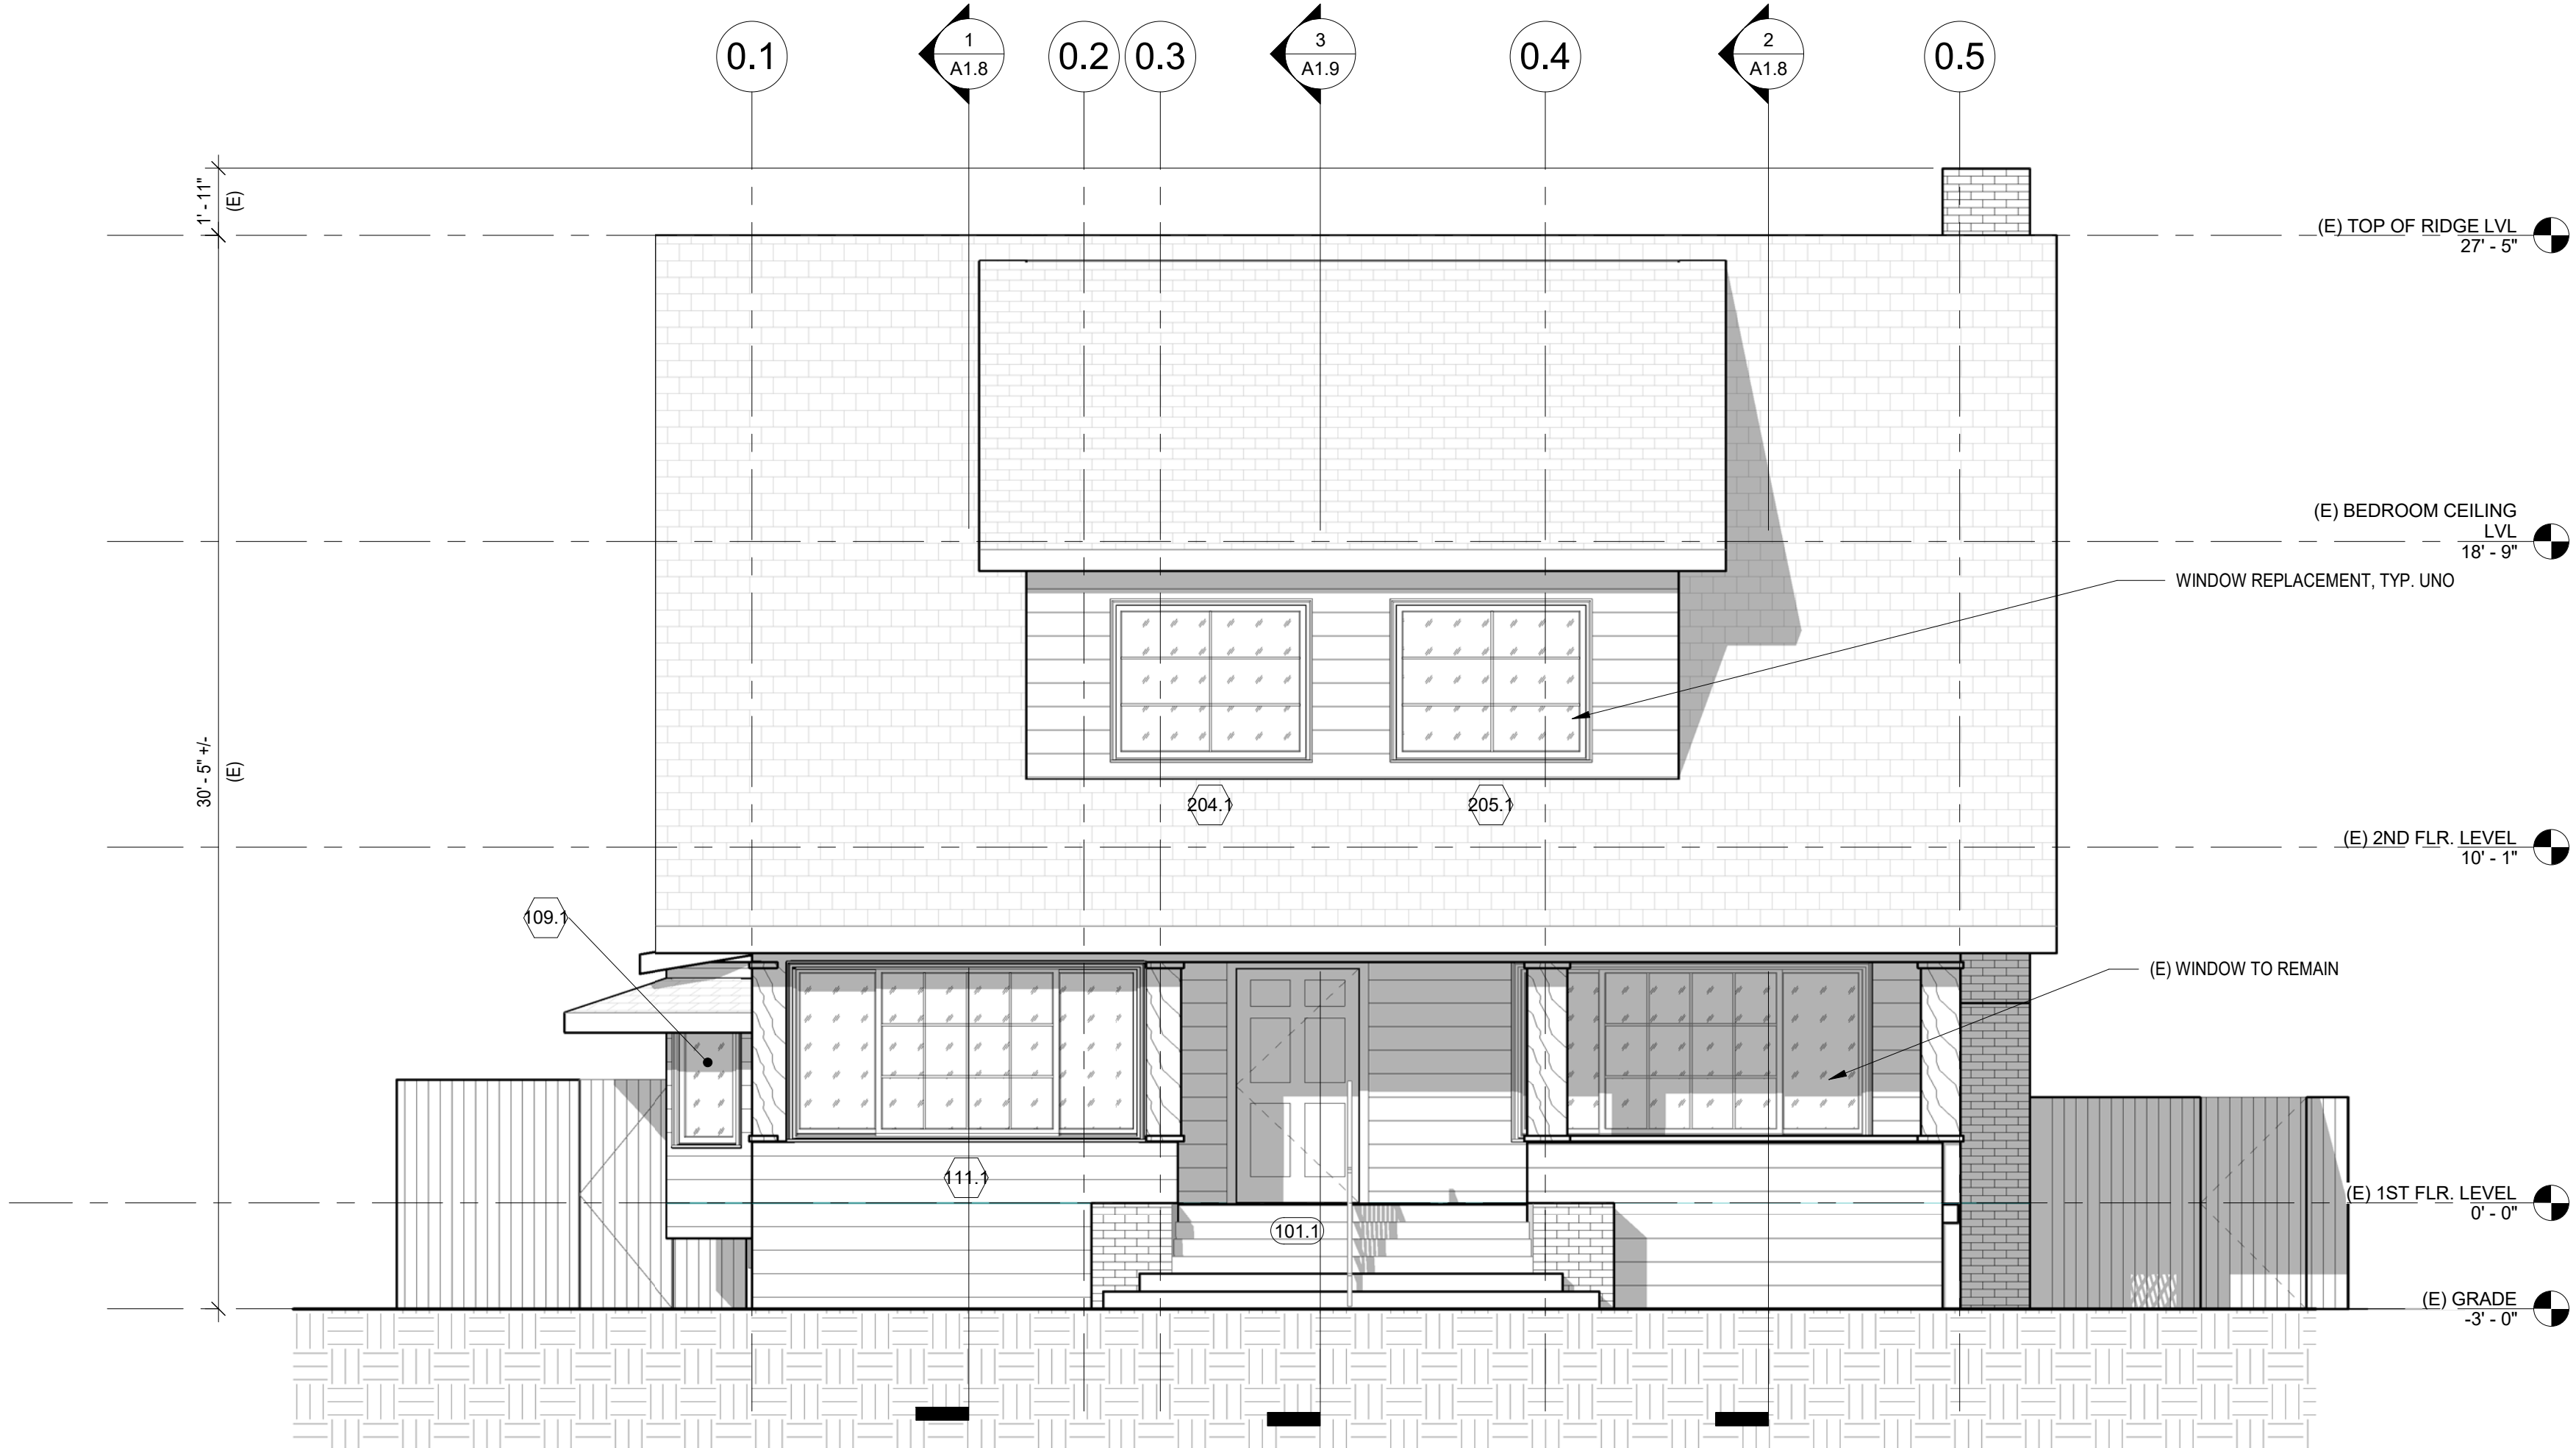 0.1
1
A1.8
0.2
0.3
3
A1.9
0.4
2
A1.8
0.5
1' - 11"
(E)
(E) TOP OF RIDGE LVL
27' - 5"
(E) BEDROOM CEILING
LVL
18' - 9"
WINDOW REPLACEMENT, TYP. UNO
30' - 5" +/-
(E)
204.1
205.1
(E) 2ND FLR. LEVEL
10' - 1"
109.1
(E) WINDOW TO REMAIN
111.1
(E) 1ST FLR. LEVEL
0' - 0"
101.1
(E) GRADE
-3' - 0"